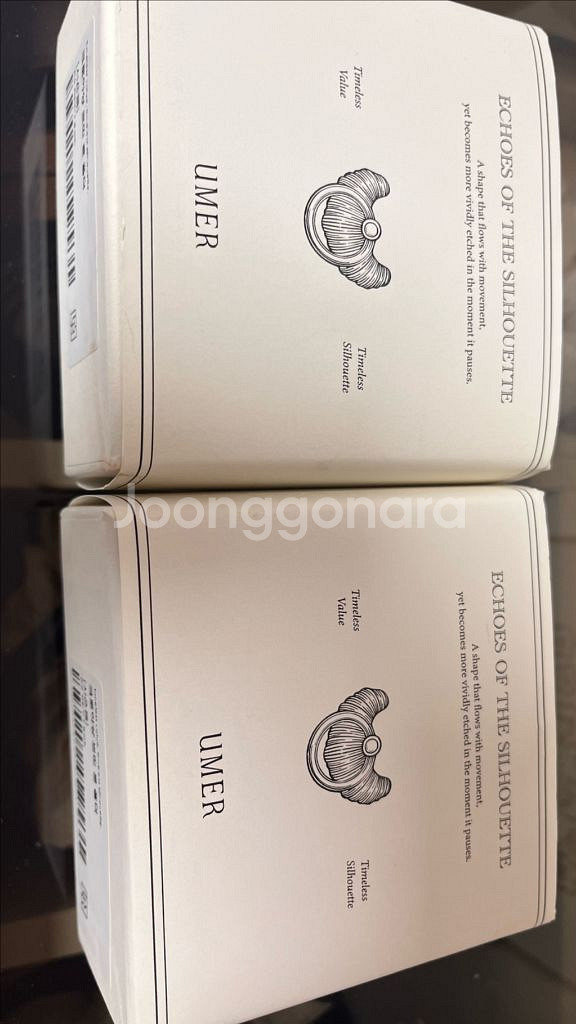 ECHOES OF THE SILHOUETTE
A shape that flows with movement,
yet becomes more vividly etched in the moment it pauses.
Timeless
Value
Timeless
Silhouette
UMER
Joonggonara
ECHOES OF THE SILHOUETTE
A shape that flows with movement,
yet becomes more vividly etched in the moment it pauses.
Timeless
Value
Timeless
Silhouette
UMER